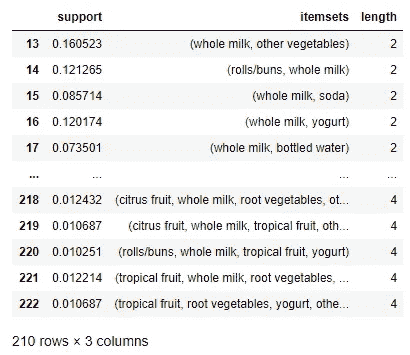 support itemsets length
13 0.160523 (whole milk, other vegetables) 2
14 0.121265 (rolls/buns, whole milk) 2
15 0.085714 (whole milk, soda) 2
16 0.120174 (whole milk, yogurt) 2
17 0.073501 (whole milk, bottled water) 2
... ... ... ...
218 0.012432 (citrus fruit, whole milk, root vegetables, ot... 4
219 0.010687 (citrus fruit, whole milk, tropical fruit, oth... 4
220 0.010251 (rolls/buns, whole milk, tropical fruit, yogurt) 4
221 0.012214 (tropical fruit, whole milk, root vegetables, ... 4
222 0.010687 (tropical fruit, root vegetables, yogurt, othe... 4
210 rows × 3 columns